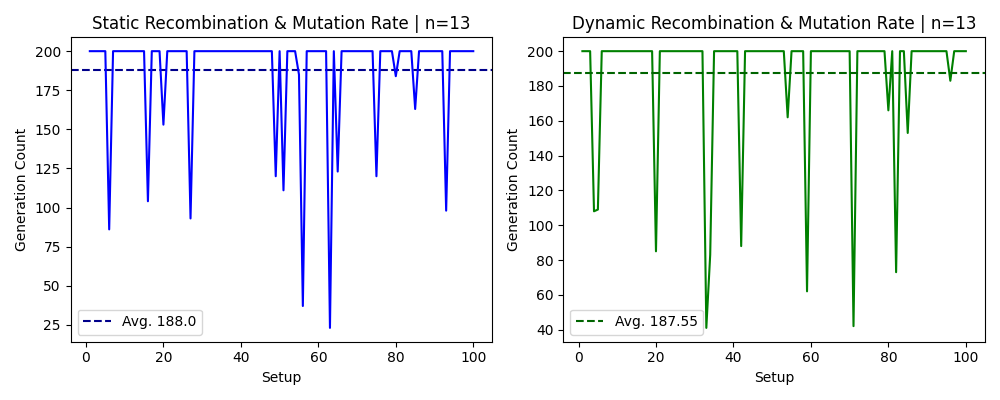 Static Recombination & Mutation Rate | n=13
Generation Count
200
175
150
125
100
75
50
25
Avg. 188.0
0 20 40 60 80 100
Setup
Dynamic Recombination & Mutation Rate | n=13
Generation Count
200
180
160
140
120
100
80
60
40
Avg. 187.55
0 20 40 60 80 100
Setup